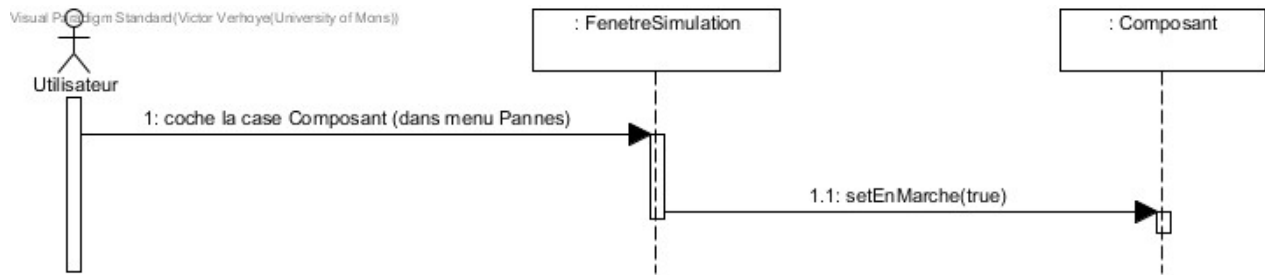 Visual Paradigm Standard(Victor Verhoye(University of Mons))
: FenetreSimulation
: Composant
Utilisateur
1: coche la case Composant (dans menu Pannes)
1.1: setEnMarche(true)